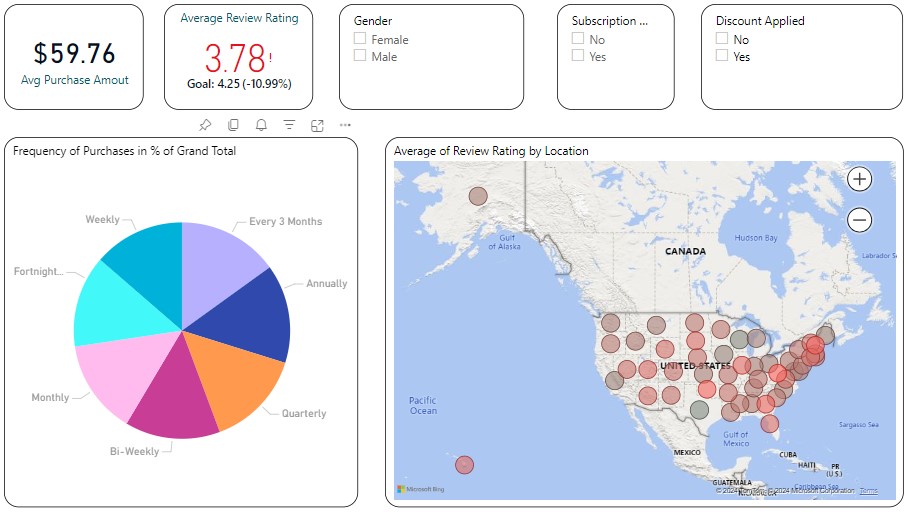 $59.76
Avg Purchase Amout
Average Review Rating
3.78!
Goal: 4.25 (-10.99%)
Gender
Female
Male
Subscription ...
No
Yes
Discount Applied
No
Yes
Frequency of Purchases in % of Grand Total
Every 3 Months
Annually
Quarterly
Bi-Weekly
Monthly
Fortnight...
Weekly
Average of Review Rating by Location
Gulf
of Alaska
CANADA
Hudson Bay
Labrador S
UNITED STATES
Pacific
Ocean
Sargasso Sea
Gulf of
Mexico
MEXICO
CUBA
HAITI
PR
(U.S.)
GUATEMALA
Caribbean Sea
Microsoft Bing
© 2024 TomTom, © 2024 Microsoft Corporation Terms